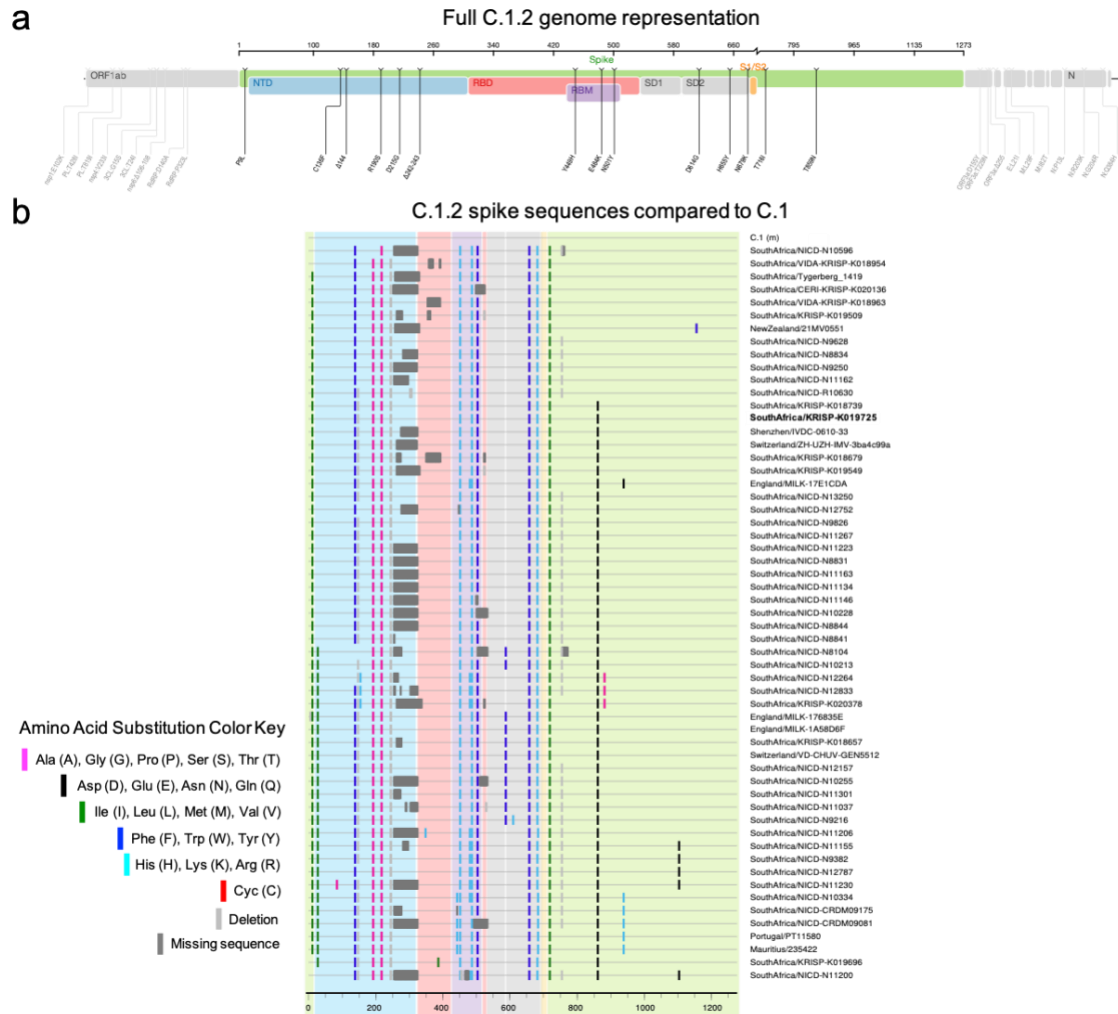 a
Full C.1.2 genome representation
1 100 180 260 340 420 500 580 660 795 965 1135 1273
Spike
S1/S2
ORF1ab
NTD
RBD
RBM
SD1
SD2
N
P9L
C136F
Δ144
R190S
D215G
Δ242-243
Y449H
E484K
N501Y
D614G
H655Y
N679K
T716I
T859N
b
C.1.2 spike sequences compared to C.1
C.1 (m)
SouthAfrica/NICD-N10596
SouthAfrica/VIDA-KRISP-K018954
SouthAfrica/Tygerberg_1419
SouthAfrica/CERI-KRISP-K020136
SouthAfrica/VIDA-KRISP-K018963
SouthAfrica/KRISP-K019509
NewZealand/21MV0551
SouthAfrica/NICD-N9628
SouthAfrica/NICD-N8834
SouthAfrica/NICD-N9250
SouthAfrica/NICD-N11162
SouthAfrica/NICD-R10630
SouthAfrica/KRISP-K018739
SouthAfrica/KRISP-K019725
Shenzhen/IVDC-0610-33
Switzerland/ZH-UZH-IMV-3ba4c99a
SouthAfrica/KRISP-K018679
SouthAfrica/KRISP-K019549
England/MILK-17E1CDA
SouthAfrica/NICD-N13250
SouthAfrica/NICD-N12752
SouthAfrica/NICD-N9826
SouthAfrica/NICD-N11267
SouthAfrica/NICD-N11223
SouthAfrica/NICD-N8831
SouthAfrica/NICD-N11163
SouthAfrica/NICD-N11134
SouthAfrica/NICD-N11146
SouthAfrica/NICD-N10228
SouthAfrica/NICD-N8844
SouthAfrica/NICD-N8841
SouthAfrica/NICD-N8104
SouthAfrica/NICD-N10213
SouthAfrica/NICD-N12264
SouthAfrica/NICD-N12833
SouthAfrica/KRISP-K020378
England/MILK-176835E
England/MILK-1A58D6F
SouthAfrica/KRISP-K018657
Switzerland/VD-CHUV-GEN5512
SouthAfrica/NICD-N12157
SouthAfrica/NICD-N10255
SouthAfrica/NICD-N11301
SouthAfrica/NICD-N11037
SouthAfrica/NICD-N9216
SouthAfrica/NICD-N11206
SouthAfrica/NICD-N11155
SouthAfrica/NICD-N9382
SouthAfrica/NICD-N12787
SouthAfrica/NICD-N11230
SouthAfrica/NICD-N10334
SouthAfrica/NICD-CRDM09175
SouthAfrica/NICD-CRDM09081
Portugal/PT11580
Mauritius/235422
SouthAfrica/KRISP-K019696
SouthAfrica/NICD-N11200
Amino Acid Substitution Color Key
Ala (A), Gly (G), Pro (P), Ser (S), Thr (T)
Asp (D), Glu (E), Asn (N), Gln (Q)
Ile (I), Leu (L), Met (M), Val (V)
Phe (F), Trp (W), Tyr (Y)
His (H), Lys (K), Arg (R)
Cyc (C)
Deletion
Missing sequence
0 200 400 600 800 1000 1200